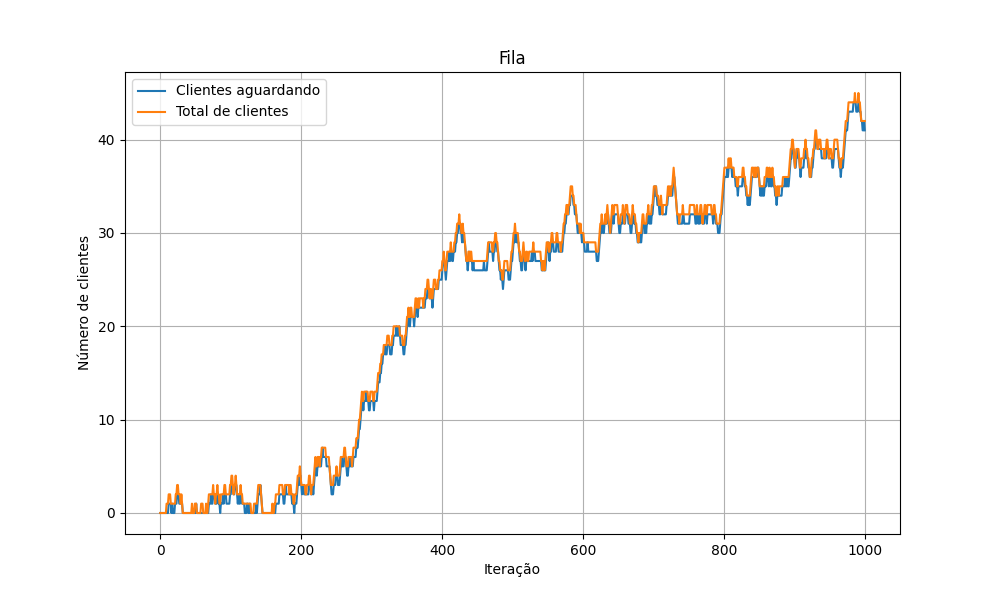 Fila
Clientes aguardando
Total de clientes
Número de clientes
40
30
20
10
0
0 200 400 600 800 1000
Iteração